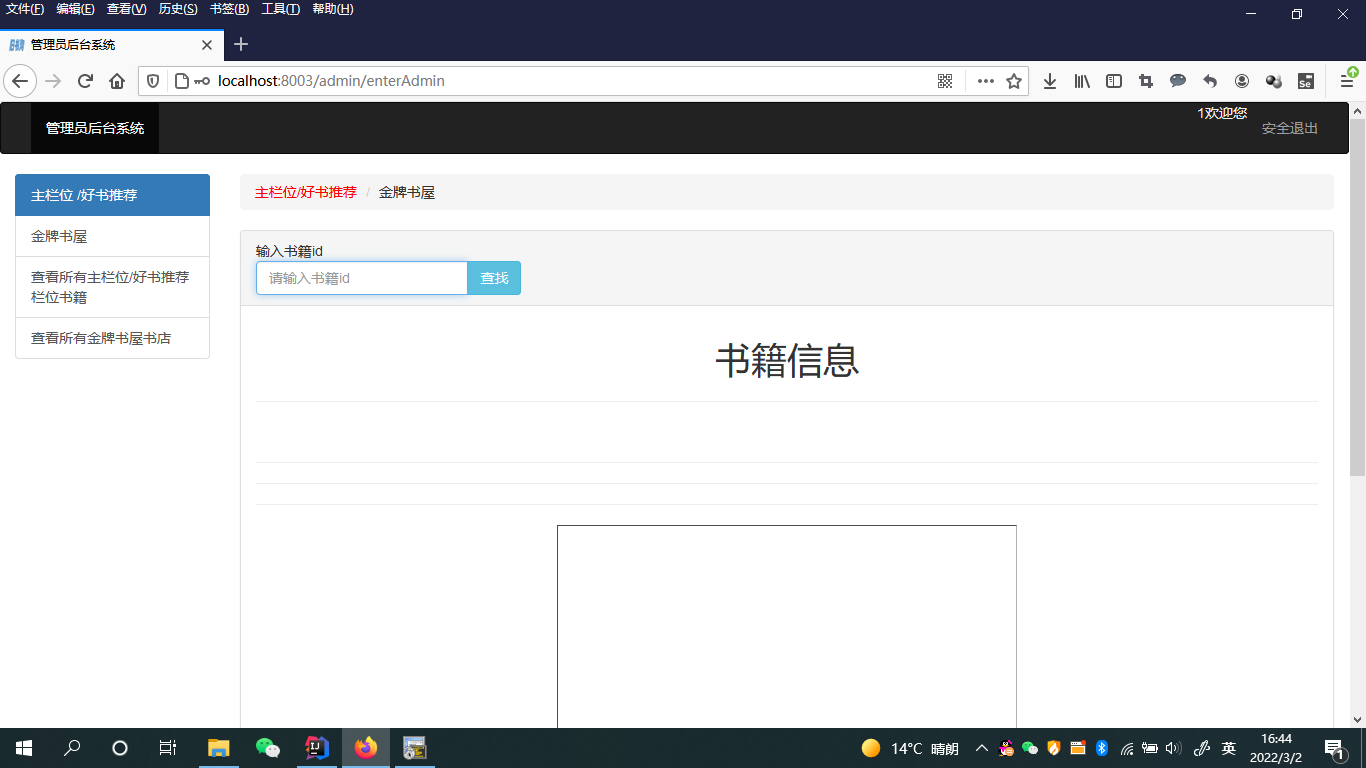 文件(F) 编辑(E) 查看(V) 历史(S) 书签(B) 工具(T) 帮助(H)
管理员后台系统
localhost:8003/admin/enterAdmin
管理员后台系统
1欢迎您
安全退出
主栏位 /好书推荐
金牌书屋
查看所有主栏位/好书推荐
栏位书籍
查看所有金牌书屋书店
主栏位/好书推荐 / 金牌书屋
输入书籍id
请输入书籍id 查找
书籍信息
14°C 晴朗
英
16:44
2022/3/2
1